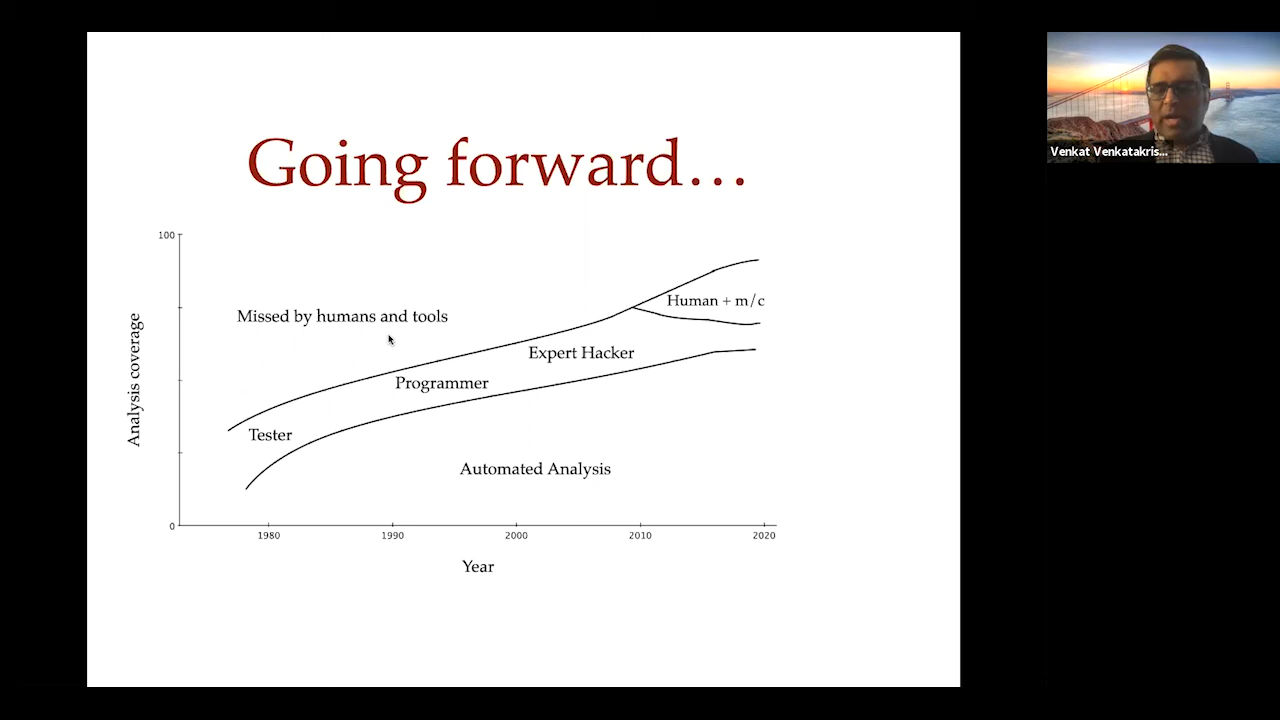 Going forward...
100
Missed by humans and tools
Human + m/c
Expert Hacker
Programmer
Tester
Automated Analysis
Analysis coverage
0
1980
1990
2000
2010
2020
Year
Venkat Venkatakris...